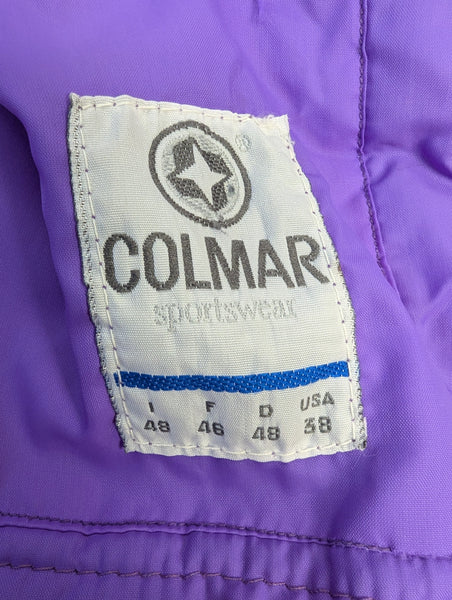 ®
COLMAR
sportswear
I F D USA
48 46 48 38